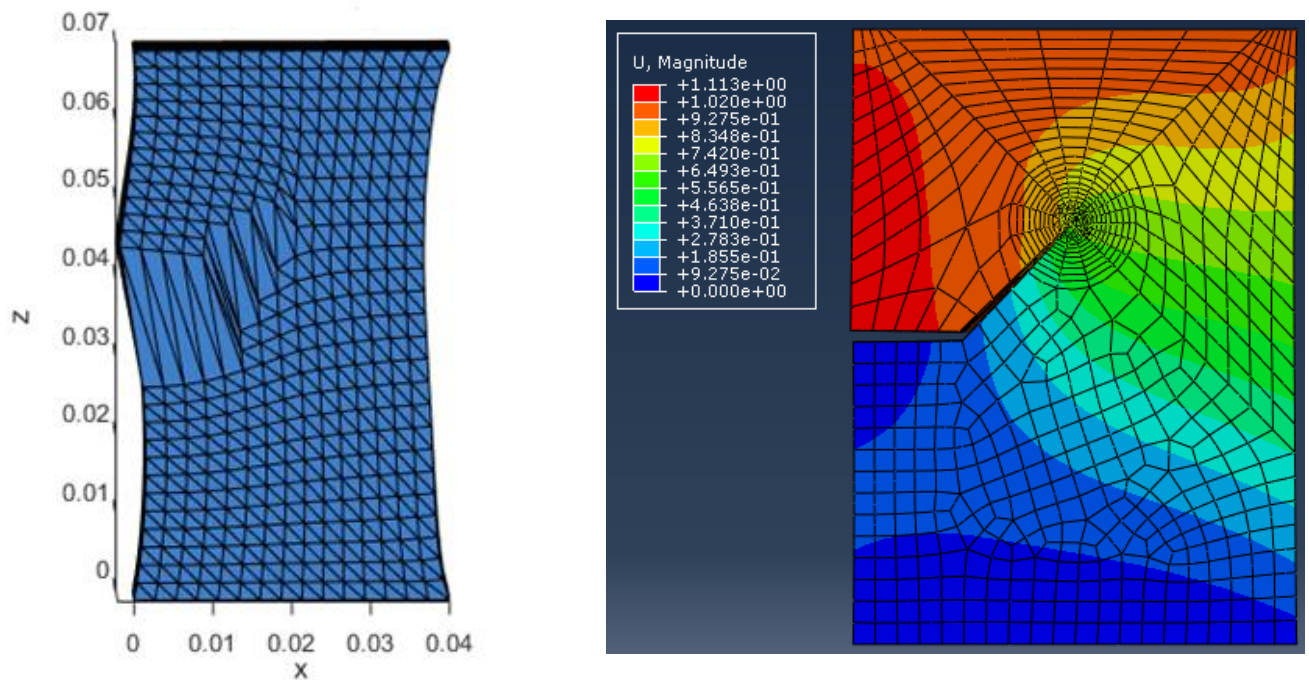 0.07
0.06
0.05
0.04
0.03
0.02
0.01
0
z
0
0.01
0.02
0.03
0.04
x
U, Magnitude
+1.113e+00
+1.020e+00
+9.275e-01
+8.348e-01
+7.420e-01
+6.493e-01
+5.565e-01
+4.638e-01
+3.710e-01
+2.783e-01
+1.855e-01
+9.275e-02
+0.000e+00